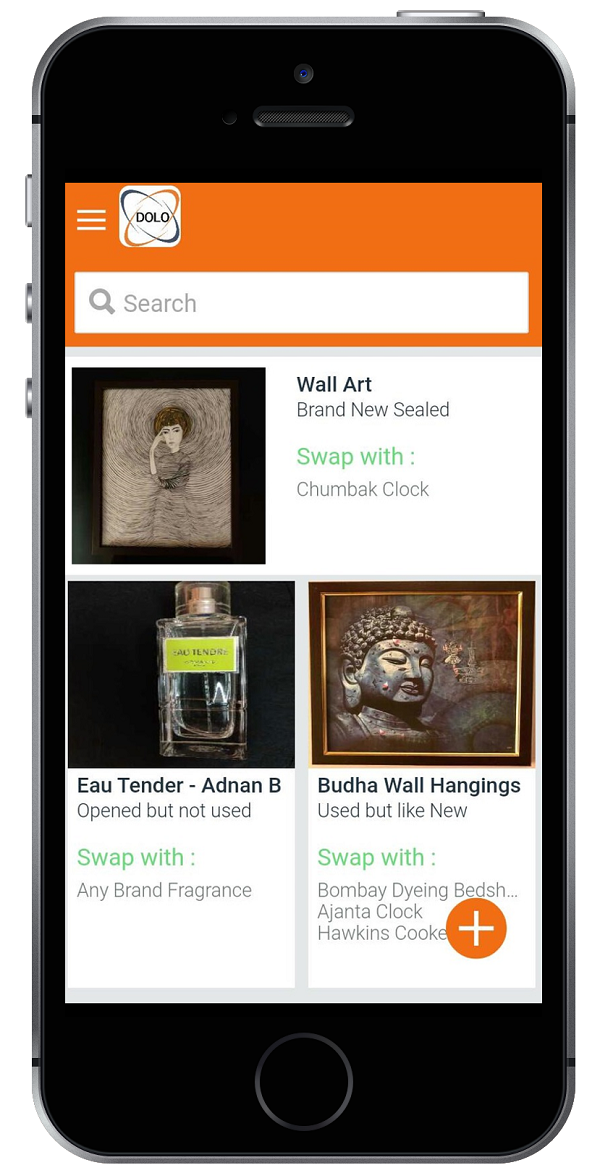 DOLO
Search
Wall Art
Brand New Sealed
Swap with :
Chumbak Clock
EAU TENDRE
Eau Tender - Adnan B
Opened but not used
Swap with :
Any Brand Fragrance
Budha Wall Hangings
Used but like New
Swap with :
Bombay Dyeing Bedsh...
Ajanta Clock
Hawkins Cooke